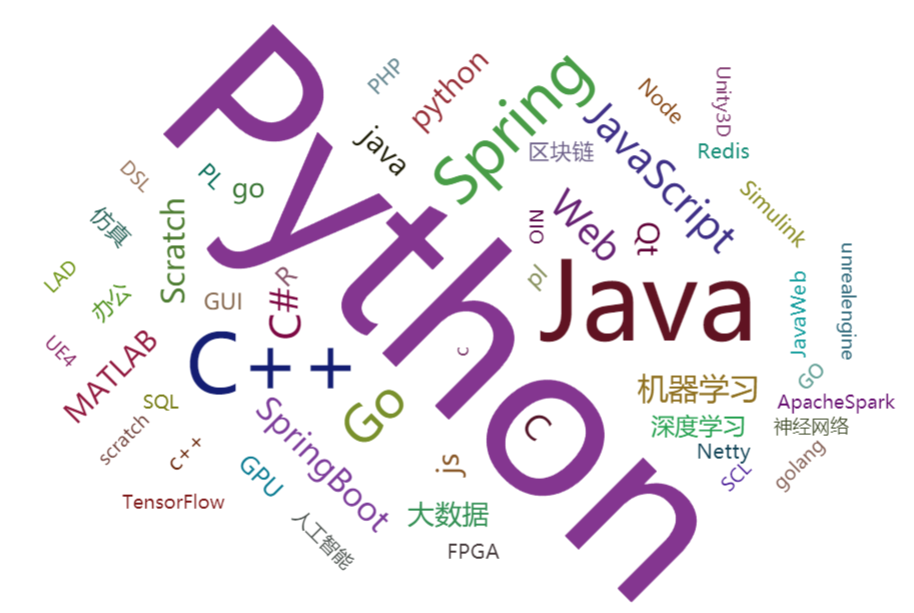 Python
PHP
python
Spring
Node
Unity3D
java
JavaScript
区块链
Redis
DSL
PL
go
Simulink
仿真
Scratch
NIO
Web
Qt
LAD
办公
GUI
C#
R
pl
Java
JavaWeq
unrealengine
UE4
MATLAB
C++
c
GO
机器学习
SQL
Go
ApacheSpark
scratch
c++
SpringBoot
C
深度学习
神经网络
GPU
js
Netty
SCL
golang
TensorFlow
大数据
人工智能
FPGA